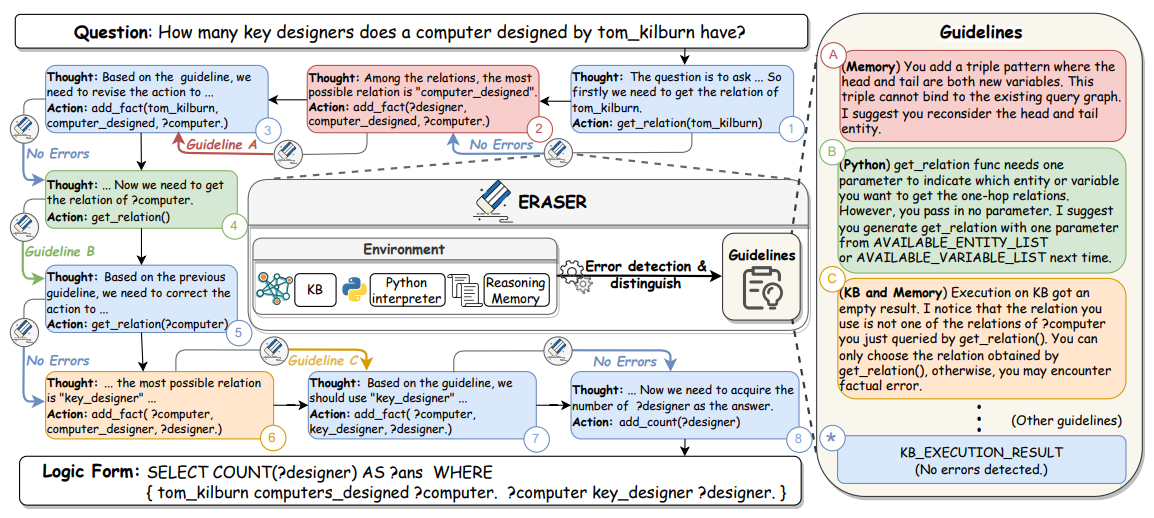 Question: How many key designers does a computer designed by tom_kilburn have?
Thought: The question is to ask ... So
firstly we need to get the relation of
tom_kilburn.
Action: get_relation(tom_kilburn)
1
No Errors
Thought: Among the relations, the most
possible relation is "computer_designed".
Action: add_fact(?designer,
computer_designed, ?computer.)
2
Guideline A
Thought: Based on the guideline, we
need to revise the action to ...
Action: add_fact(tom_kilburn,
computer_designed, ?computer.)
3
No Errors
Thought: ... Now we need to get
the relation of ?computer.
Action: get_relation()
4
Guideline B
Thought: Based on the previous
guideline, we need to correct the
action to ...
Action: get_relation(?computer)
5
No Errors
Thought: ... the most possible relation
is "key_designer" ...
Action: add_fact( ?computer,
computer_designer, ?designer.)
6
Guideline C
Thought: Based on the guideline, we
should use "key_designer" ...
Action: add_fact( ?computer,
key_designer, ?designer.)
7
No Errors
Thought: ... Now we need to acquire the
number of ?designer as the answer.
Action: add_count(?designer)
8
ERASER
Environment
KB
Python
interpreter
Reasoning
Memory
Error detection &
distinguish
Guidelines
Logic Form: SELECT COUNT(?designer) AS ?ans WHERE
{ tom_kilburn computers_designed ?computer. ?computer key_designer ?designer. }
Guidelines
A
(Memory) You add a triple pattern where the
head and tail are both new variables. This
triple cannot bind to the existing query graph.
I suggest you reconsider the head and tail
entity.
B
(Python) get_relation func needs one
parameter to indicate which entity or variable
you want to get the one-hop relations.
However, you pass in no parameter. I suggest
you generate get_relation with one parameter
from AVAILABLE_ENTITY_LIST
or AVAILABLE_VARIABLE_LIST next time.
C
(KB and Memory) Execution on KB got an
empty result. I notice that the relation you
use is not one of the relations of ?computer
you just queried by get_relation(). You can
only choose the relation obtained by
get_relation(), otherwise, you may encounter
factual error.
(Other guidelines)
*
KB_EXECUTION_RESULT
(No errors detected.)